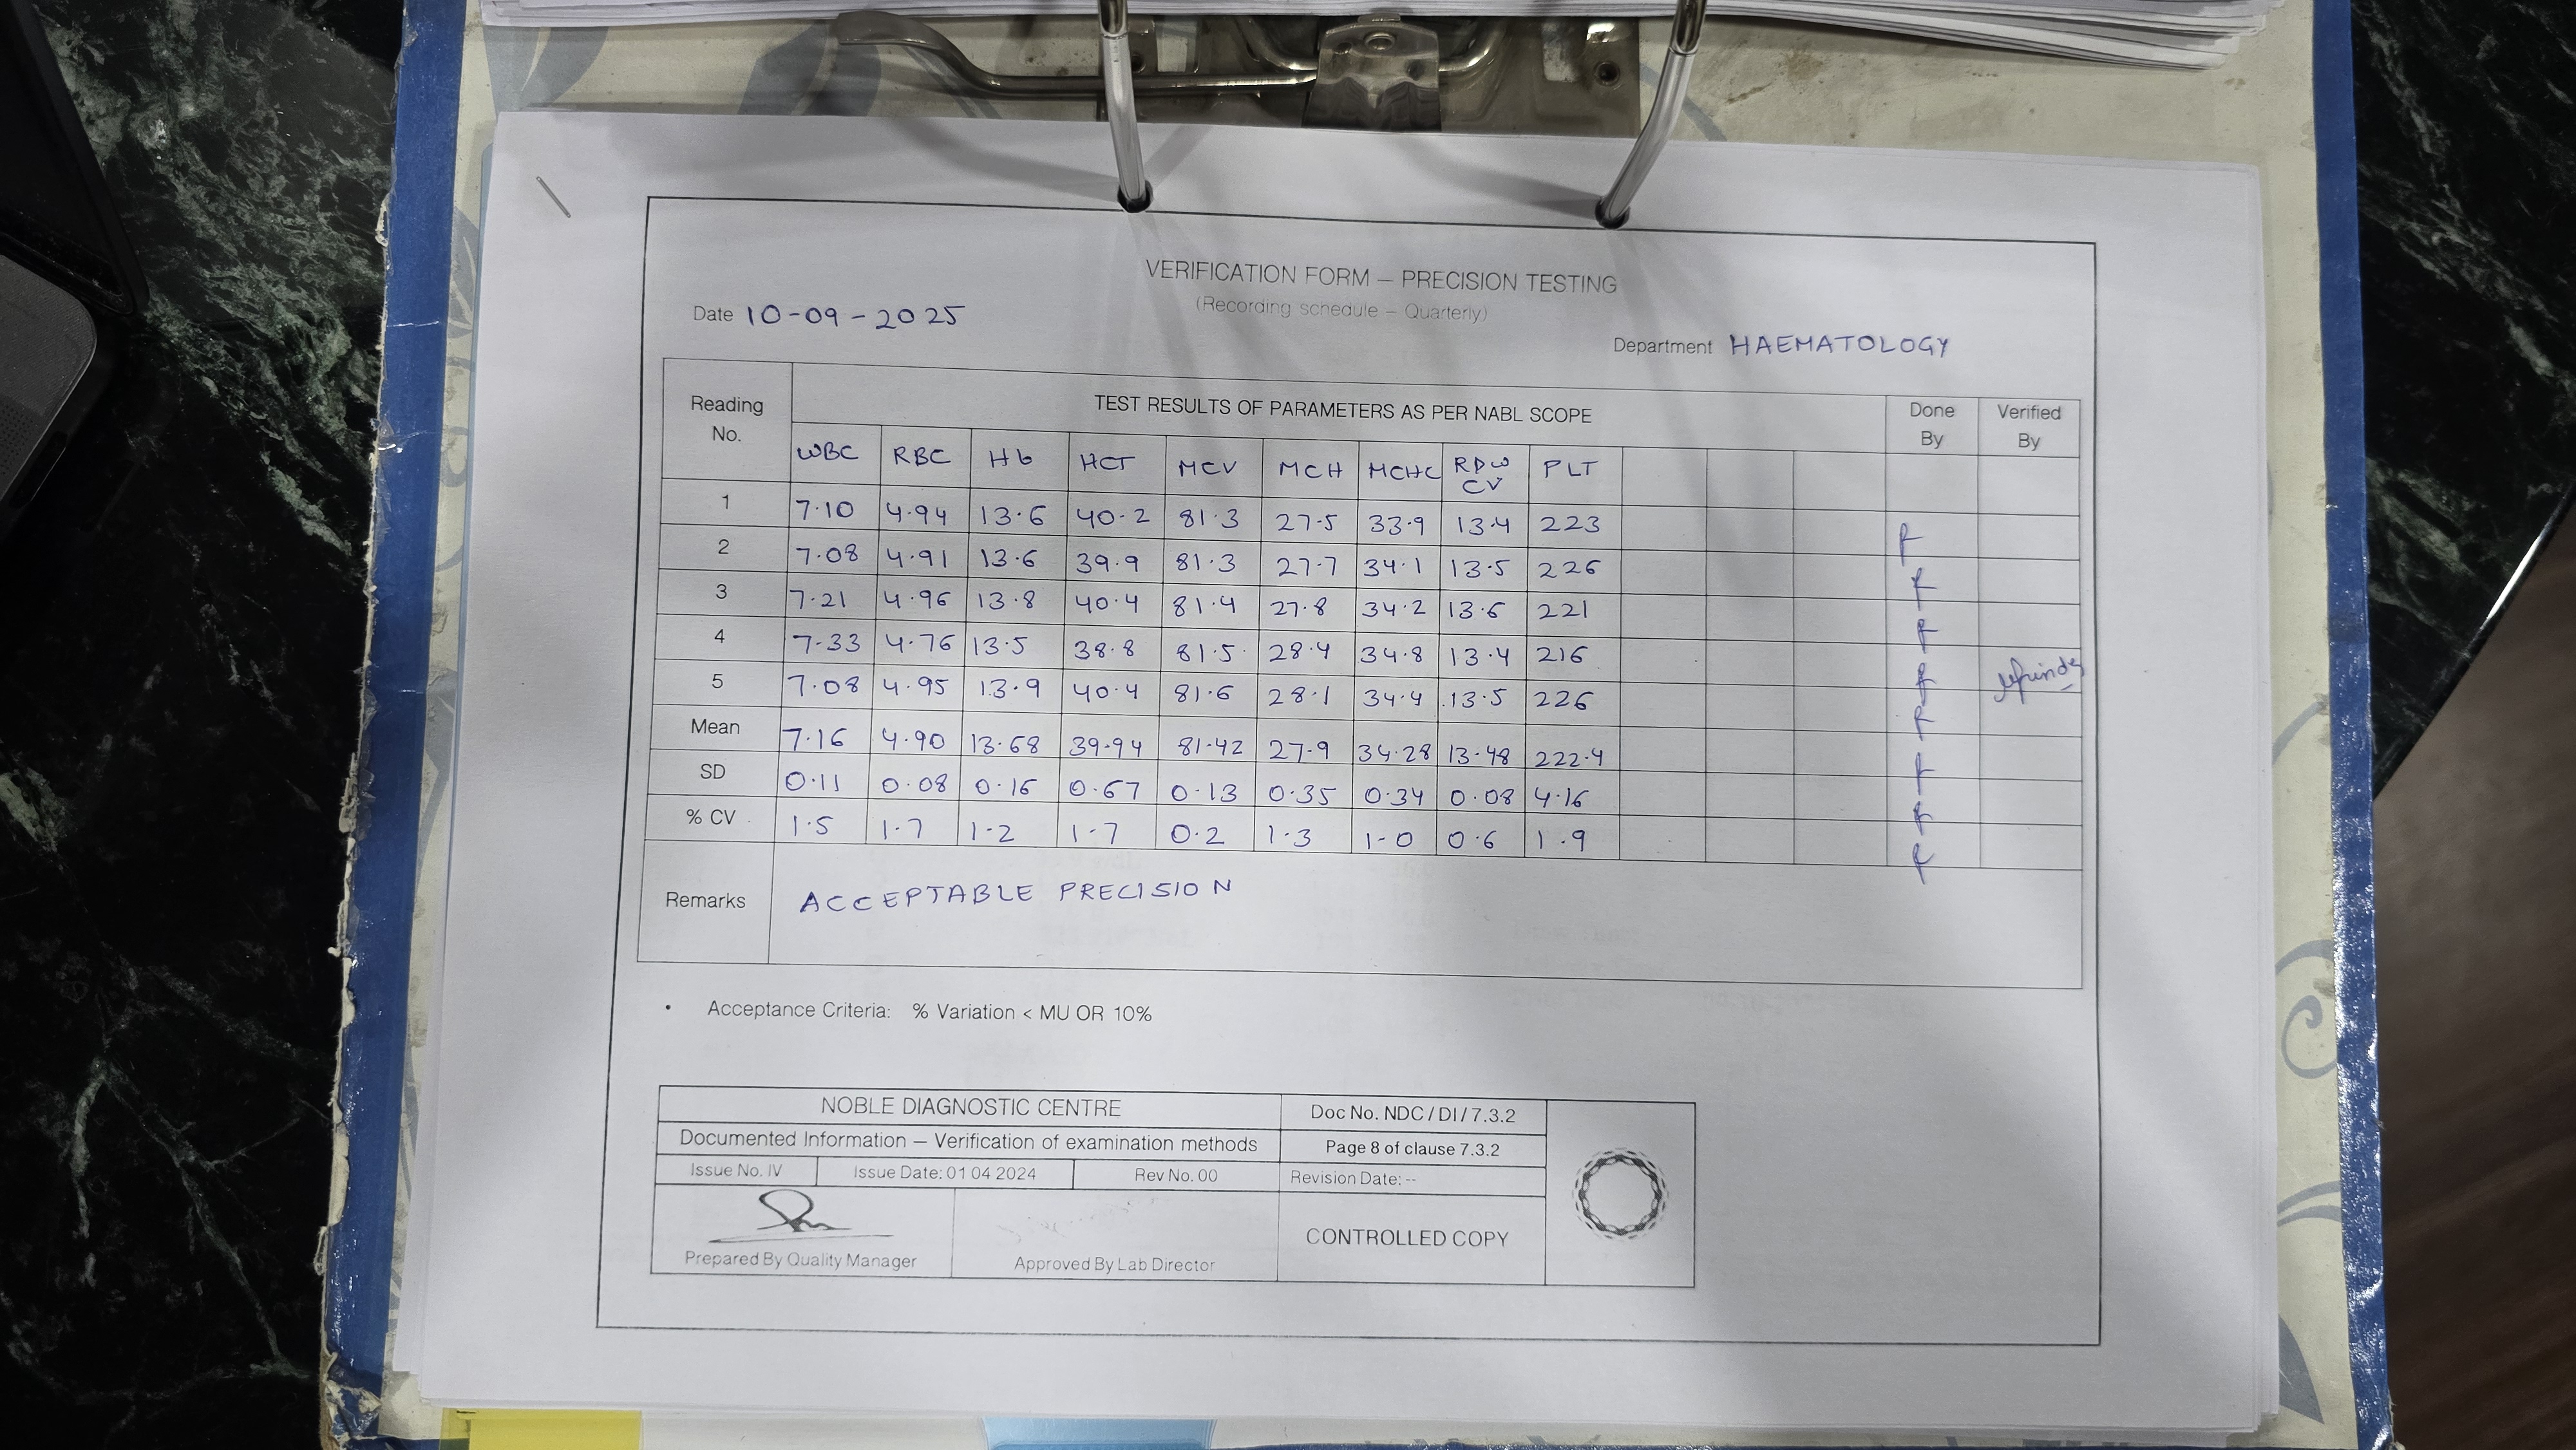 VERIFICATION FORM – PRECISION TESTING
(Recording schedule – Quarterly)
Date 10-09-2025 Department HAEMATOLOGY
Reading No. TEST RESULTS OF PARAMETERS AS PER NABL SCOPE Done By Verified By
WBC RBC Hb HCT MCV MCH MCHC RDW CV PLT
1 7.10 4.94 13.6 40.2 81.3 27.5 33.9 13.4 223
2 7.08 4.91 13.6 39.9 81.3 27.7 34.1 13.5 226
3 7.21 4.96 13.8 40.4 81.4 27.8 34.2 13.6 221
4 7.33 4.76 13.5 38.8 81.5 28.4 34.8 13.4 216
5 7.08 4.95 13.9 40.4 81.6 28.1 34.4 13.5 226
Mean 7.16 4.90 13.68 39.94 81.42 27.9 34.28 13.48 222.4
SD 0.11 0.08 0.16 0.67 0.13 0.35 0.34 0.08 4.16
% CV 1.5 1.7 1.2 1.7 0.2 1.3 1.0 0.6 1.9
Remarks ACCEPTABLE PRECISION
• Acceptance Criteria: % Variation < MU OR 10%
NOBLE DIAGNOSTIC CENTRE Doc No. NDC / DI / 7.3.2
Documented Information – Verification of examination methods Page 8 of clause 7.3.2
Issue No. IV Issue Date: 01 04 2024 Rev No. 00 Revision Date: --
Prepared By Quality Manager Approved By Lab Director CONTROLLED COPY